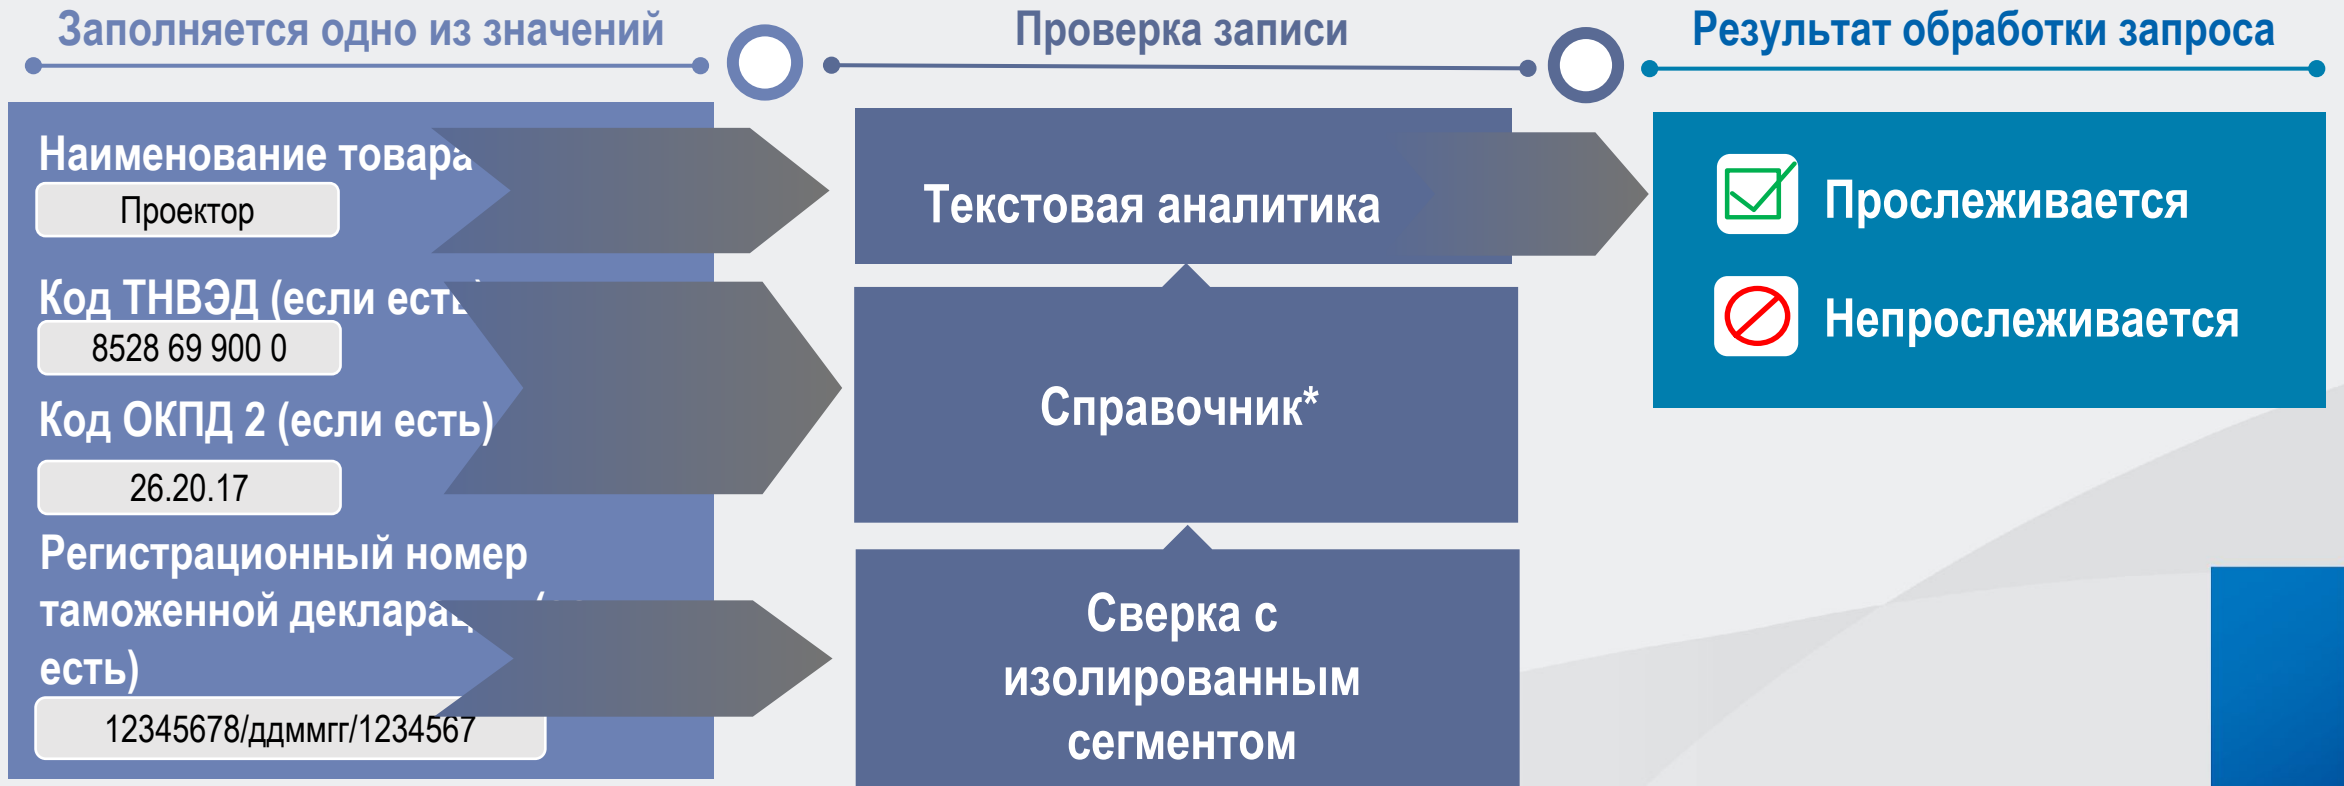 Заполняется одно из значений
Проверка записи
Результат обработки запроса
Наименование товара
Проектор
Код ТНВЭД (если есть)
8528 69 900 0
Код ОКПД 2 (если есть)
26.20.17
Регистрационный номер
таможенной
есть)
12345678/ддммгг/1234567
Текстовая аналитика
Справочник*
Сверка с
изолированным
сегментом
Прослеживается
Непрослеживается